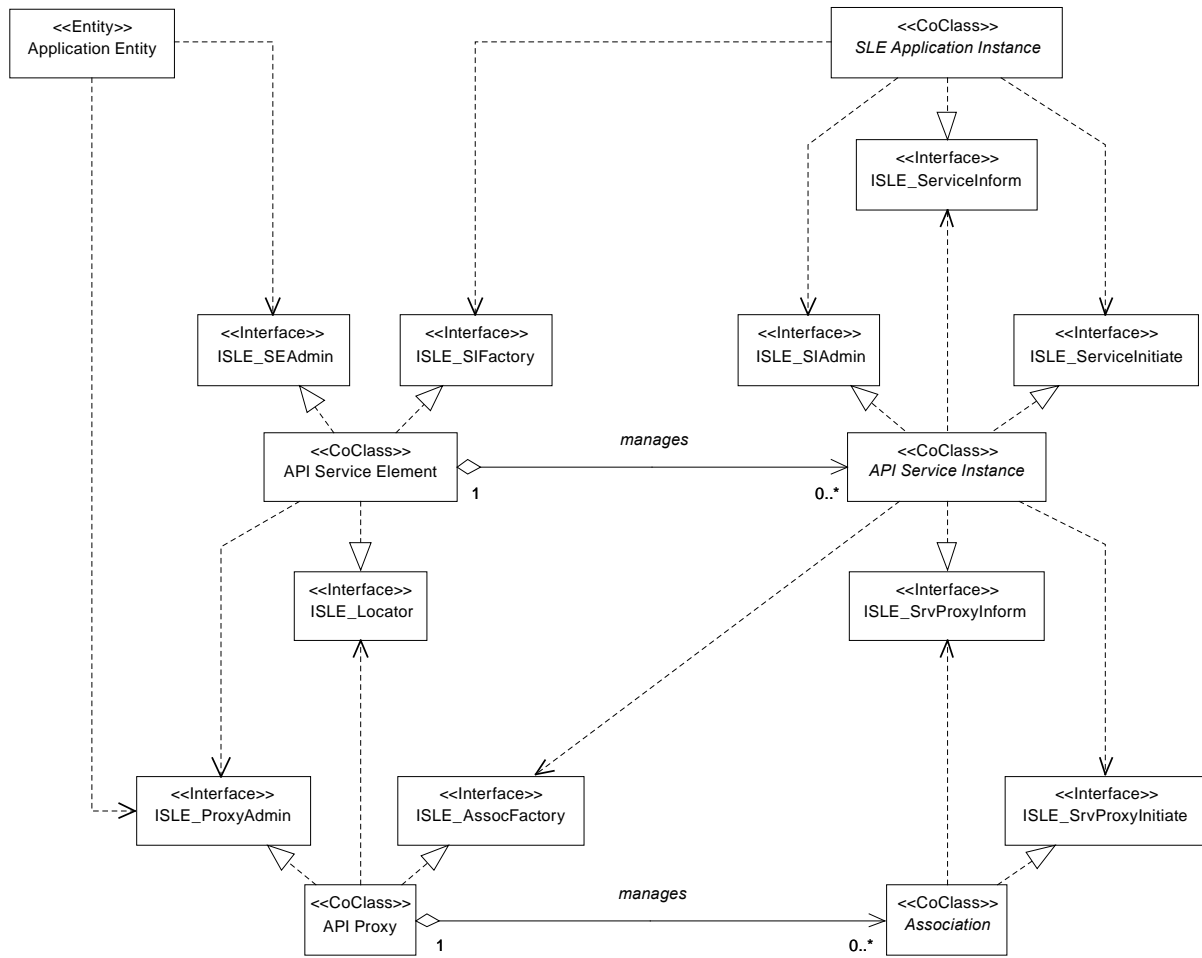 <<Entity>>
Application Entity
<<CoClass>>
SLE Application Instance
<<Interface>>
ISLE_ServiceInform
<<Interface>>
ISLE_SEAdmin
<<Interface>>
ISLE_SIFactory
<<Interface>>
ISLE_SIAdmin
<<Interface>>
ISLE_ServiceInitiate
<<CoClass>>
API Service Element
manages
1
0..*
<<CoClass>>
API Service Instance
<<Interface>>
ISLE_Locator
<<Interface>>
ISLE_SrvProxyInform
<<Interface>>
ISLE_ProxyAdmin
<<Interface>>
ISLE_AssocFactory
<<Interface>>
ISLE_SrvProxyInitiate
<<CoClass>>
API Proxy
manages
1
0..*
<<CoClass>>
Association